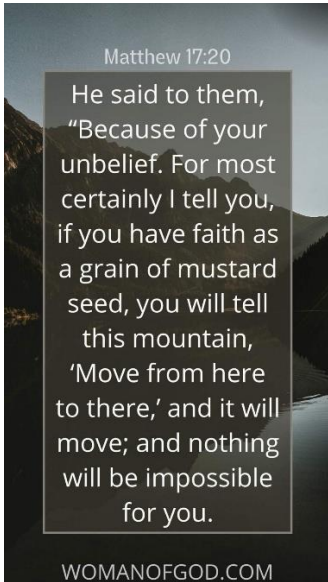 Matthew 17:20
He said to them,
“Because of your
unbelief. For most
certainly I tell you,
if you have faith as
a grain of mustard
seed, you will tell
this mountain,
‘Move from here
to there,’ and it will
move; and nothing
will be impossible
for you.
WOMANOFGOD.COM